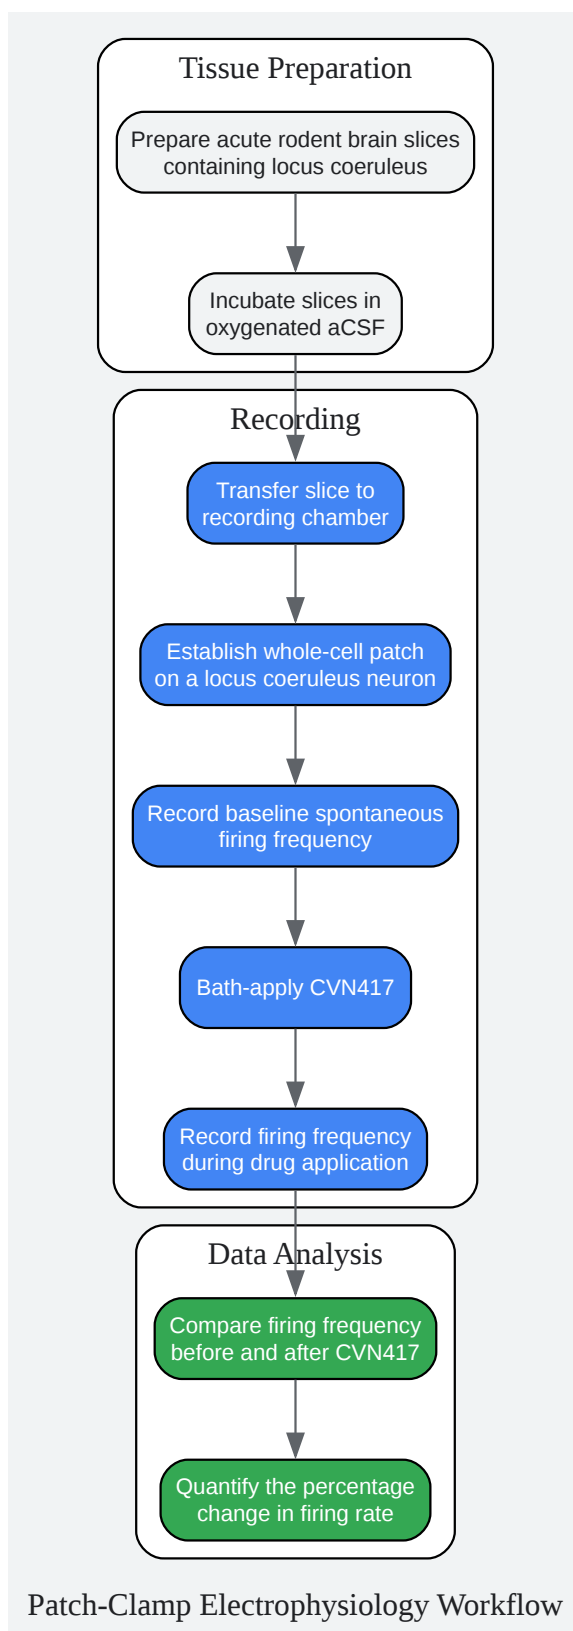 Tissue Preparation
Prepare acute rodent brain slices
containing locus coeruleus
Incubate slices in
oxygenated aCSF
Recording
Transfer slice to
recording chamber
Establish whole-cell patch
on a locus coeruleus neuron
Record baseline spontaneous
firing frequency
Bath-apply CVN417
Record firing frequency
during drug application
Data Analysis
Compare firing frequency
before and after CVN417
Quantify the percentage
change in firing rate
Patch-Clamp Electrophysiology Workflow